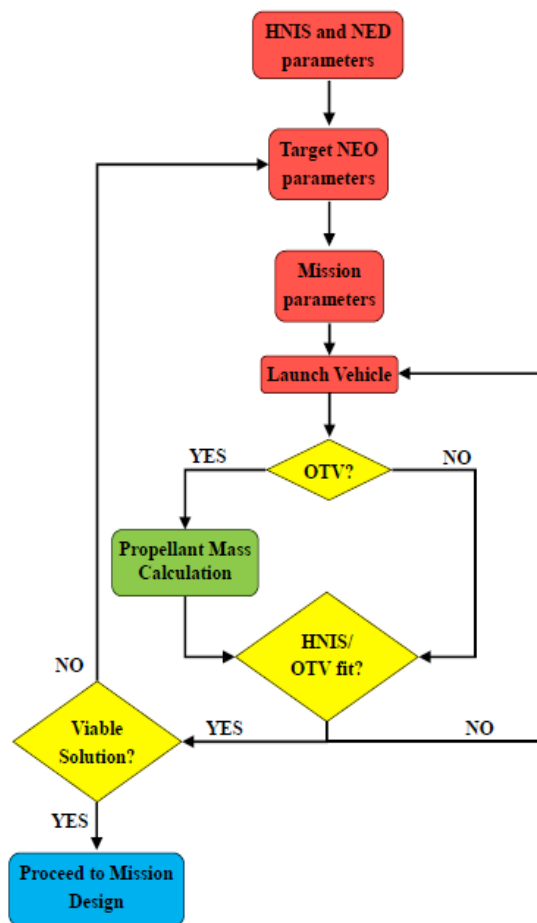 HNIS and NED
parameters
Target NEO
parameters
Mission
parameters
Launch Vehicle
YES
OTV?
NO
Propellant Mass
Calculation
HNIS/
OTV fit?
NO
Viable
Solution?
YES
NO
YES
Proceed to Mission
Design